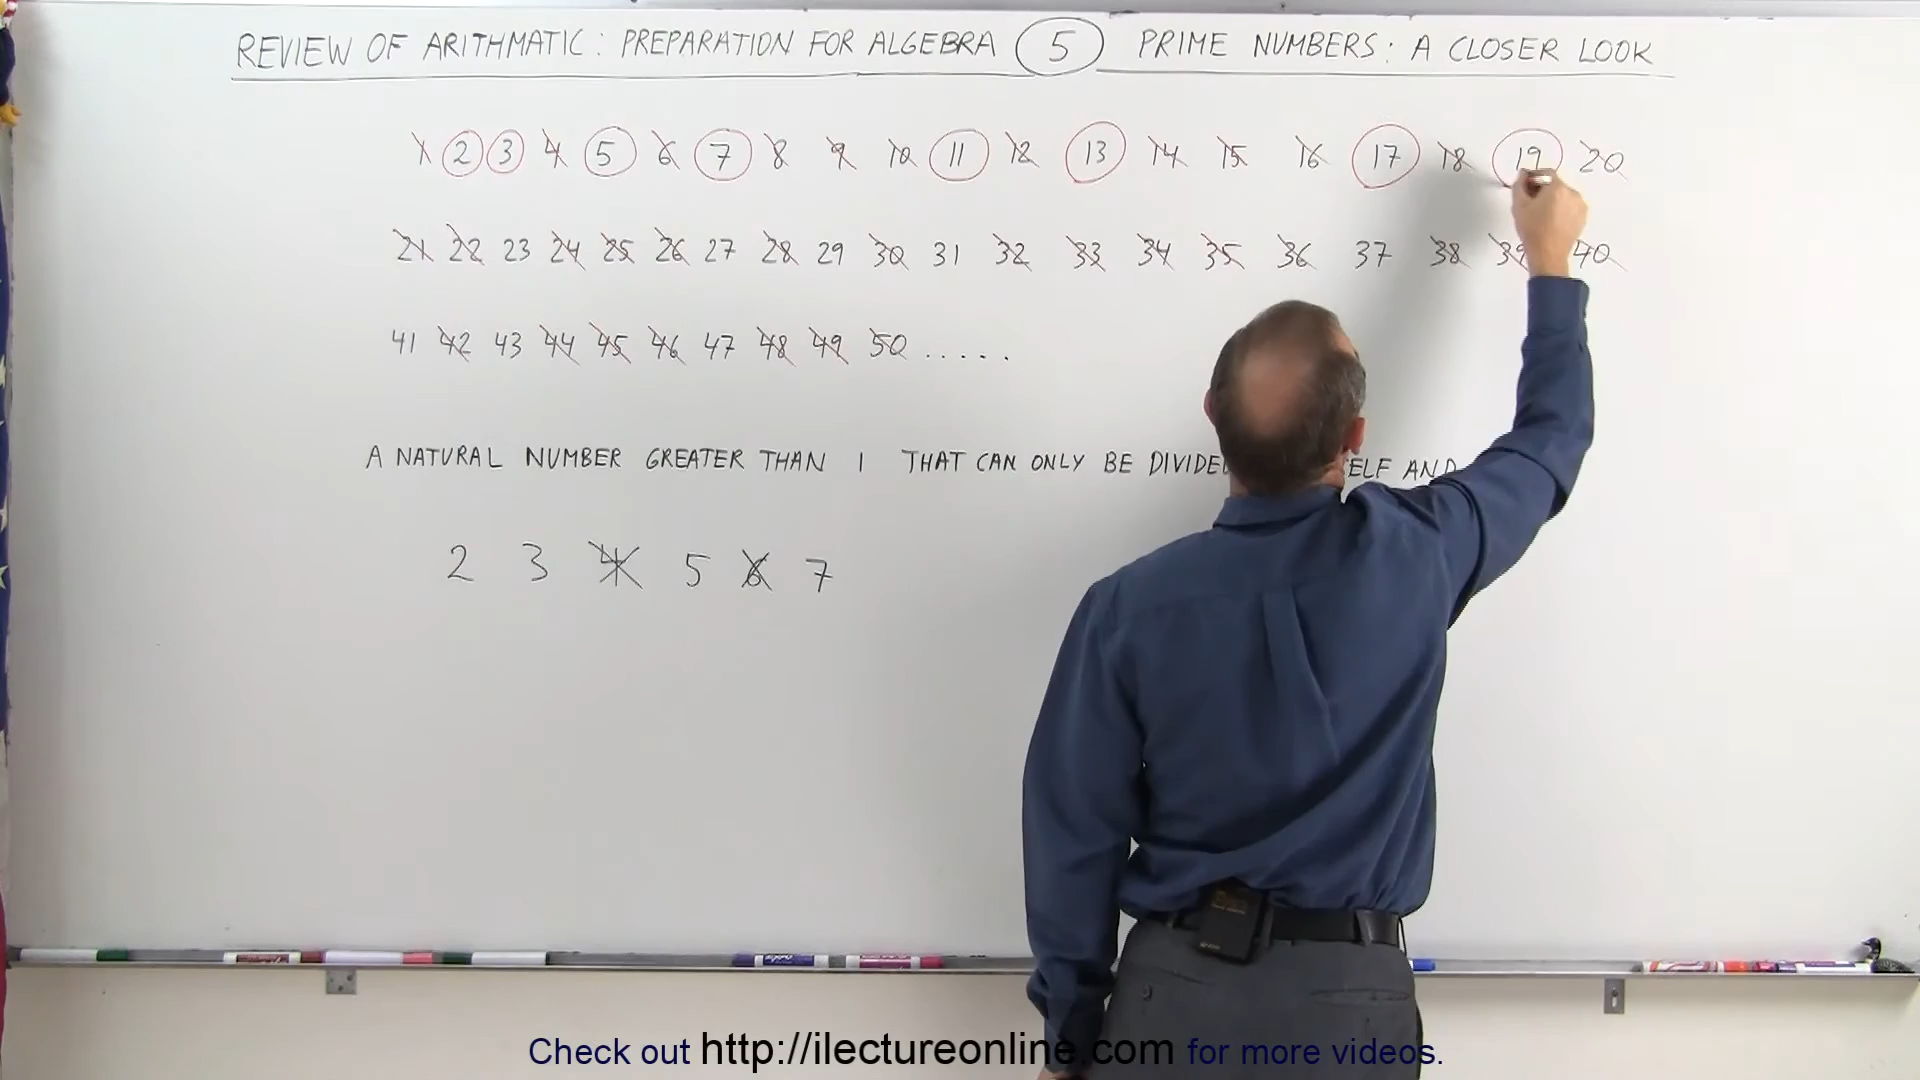 REVIEW OF ARITHMATIC: PREPARATION FOR ALGEBRA 5 PRIME NUMBERS: A CLOSER LOOK
1 2 3 4 5 6 7 8 9 10 11 12 13 14 15 16 17 18 19 20
21 22 23 24 25 26 27 28 29 30 31 32 33 34 35 36 37 38 39 40
41 42 43 44 45 46 47 48 49 50 .....
A NATURAL NUMBER GREATER THAN 1 THAT CAN ONLY BE DIVIDE ELF AND
2 3 4 5 6 7
Check out http://ilectureonline.com for more videos.